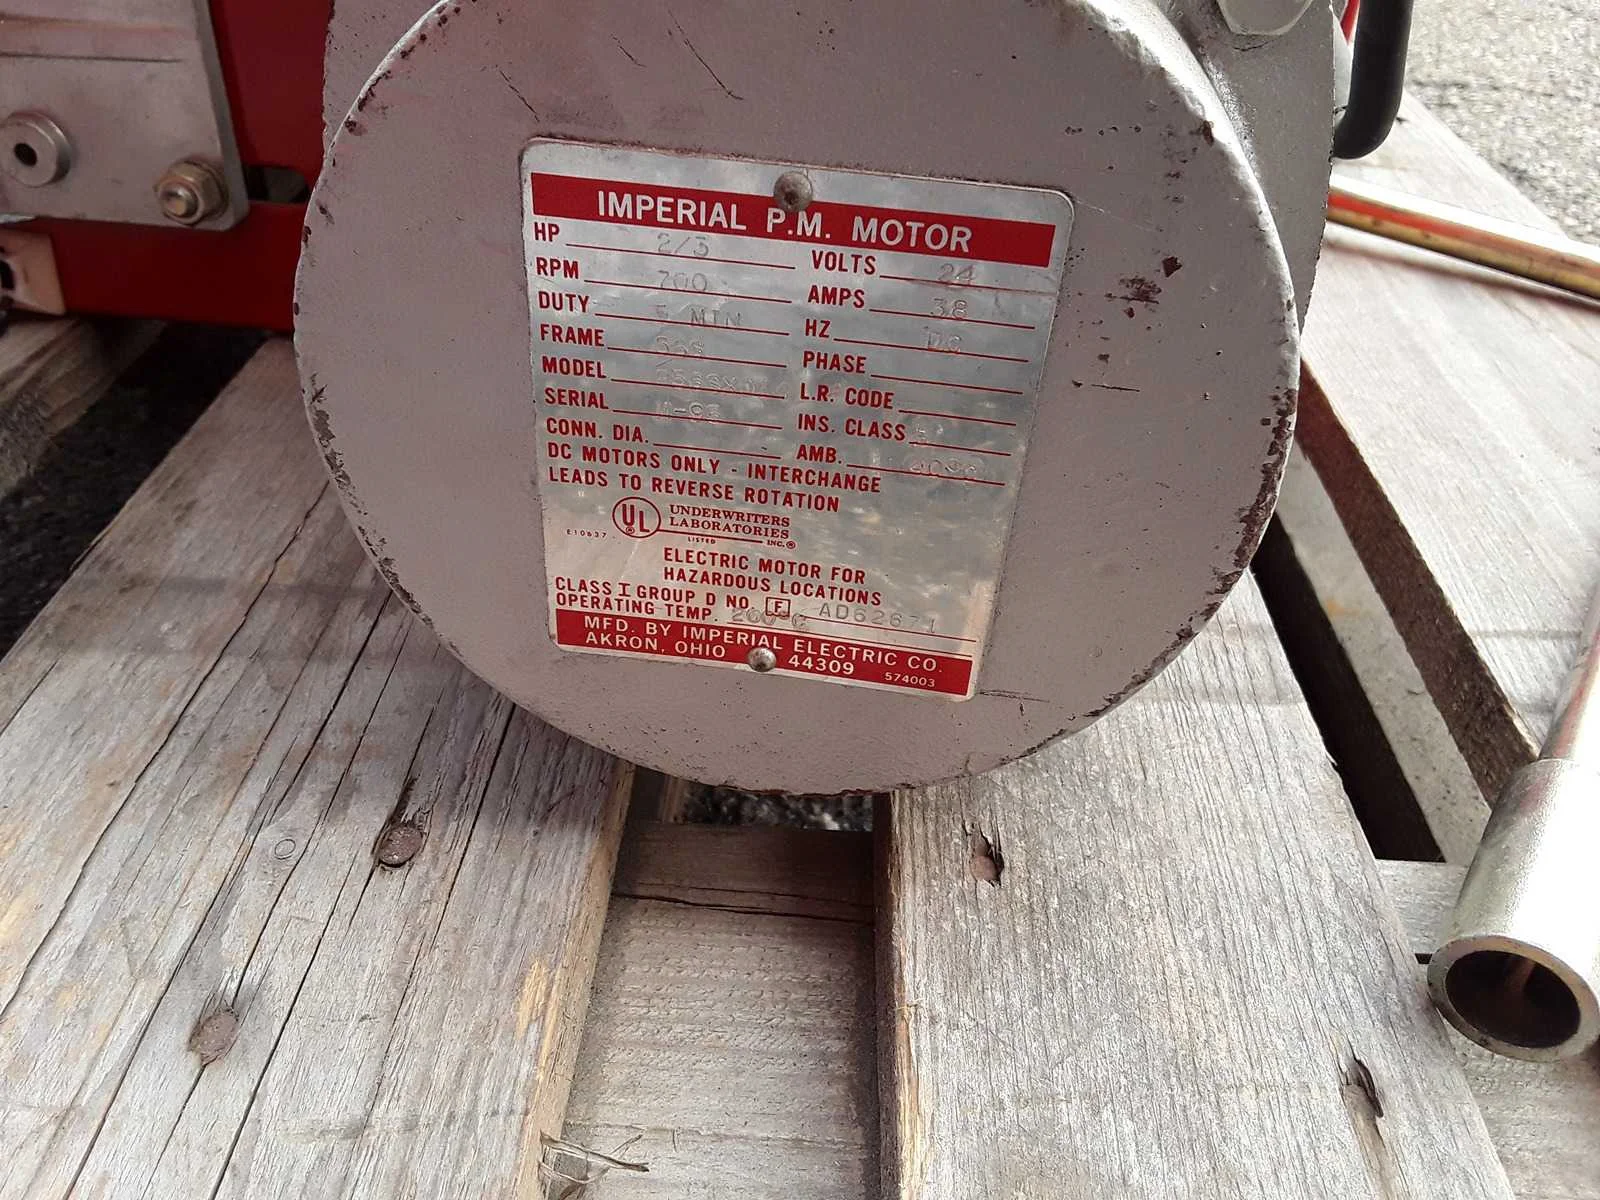 IMPERIAL P.M. MOTOR
HP 2/3 VOLTS 24
RPM 700 AMPS 38
DUTY MIN HZ DC
FRAME 56S PHASE
MODEL L.R. CODE
SERIAL INS. CLASS
CONN. DIA. AMB.
DC MOTORS ONLY - INTERCHANGE
LEADS TO REVERSE ROTATION
UL UNDERWRITERS
LABORATORIES
INC.®
LISTED
E10637
ELECTRIC MOTOR FOR
HAZARDOUS LOCATIONS
CLASS I GROUP D NO. F AD62671
OPERATING TEMP. 200°C
MFD. BY IMPERIAL ELECTRIC CO.
AKRON, OHIO 44309 574003